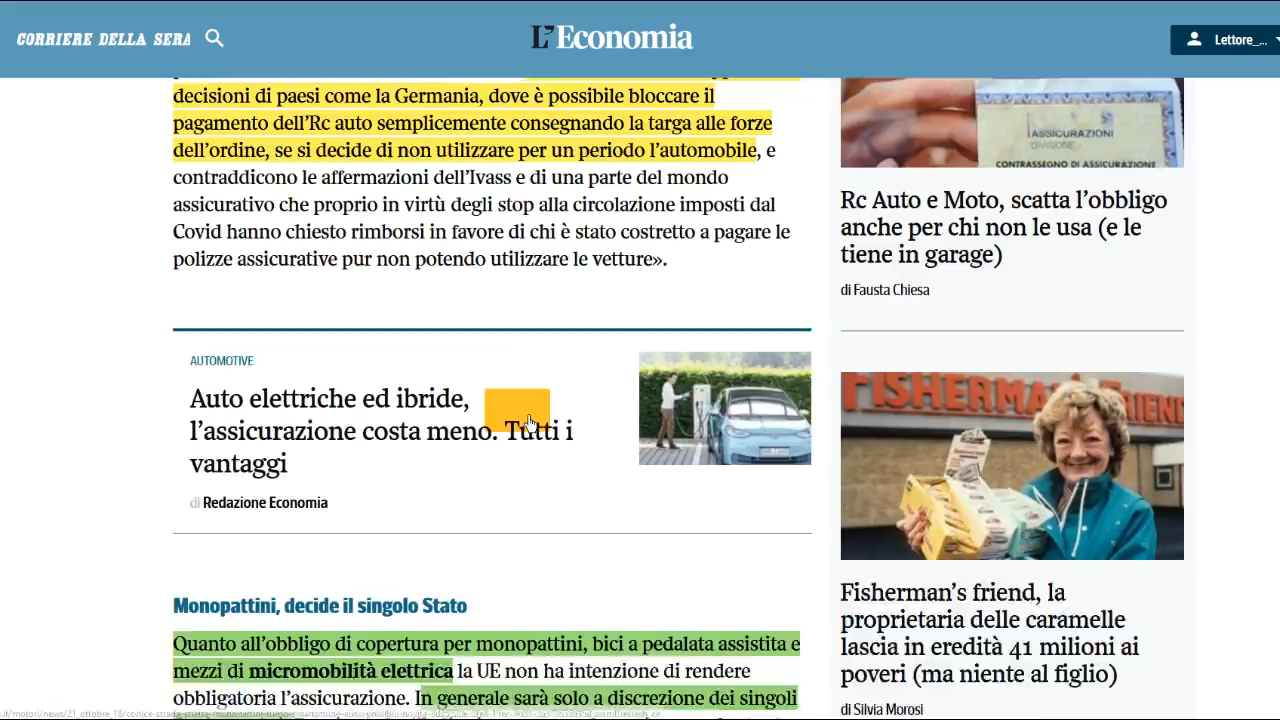 CORRIERE DELLA SERA
L'Economia
Lettore_...
decisioni di paesi come la Germania, dove è possibile bloccare il
pagamento dell'Rc auto semplicemente consegnando la targa alle forze
dell'ordine, se si decide di non utilizzare per un periodo l'automobile, e
contraddicono le affermazioni dell'Ivass e di una parte del mondo
assicurativo che proprio in virtù degli stop alla circolazione imposti dal
Covid hanno chiesto rimborsi in favore di chi è stato costretto a pagare le
polizze assicurative pur non potendo utilizzare le vetture».
AUTOMOTIVE
Auto elettriche ed ibride,
l'assicurazione costa meno. Tutti i
vantaggi
di Redazione Economia
Monopattini, decide il singolo Stato
Quanto all'obbligo di copertura per monopattini, bici a pedalata assistita e
mezzi di micromobilità elettrica la UE non ha intenzione di rendere
obbligatoria l'assicurazione. In generale sarà solo a discrezione dei singoli
ASSICURAZIONI
DIVISIONE
CONTRASSEGNO DI ASSICURAZIONE
Rc Auto e Moto, scatta l'obbligo
anche per chi non le usa (e le
tiene in garage)
di Fausta Chiesa
FISHERMAN'S FRIEND
Fisherman's friend, la
proprietaria delle caramelle
lascia in eredità 41 milioni ai
poveri (ma niente al figlio)
di Silvia Morosi